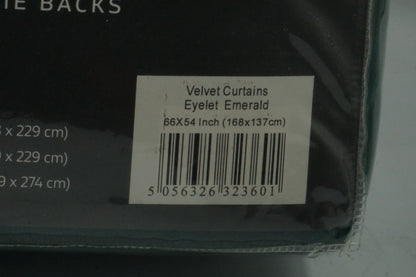 BACKS
Velvet Curtains
Eyelet Emerald
66X54 Inch (168x137cm)
x 229 cm)
x 229 cm)
9 x 274 cm)
5 056326 323601